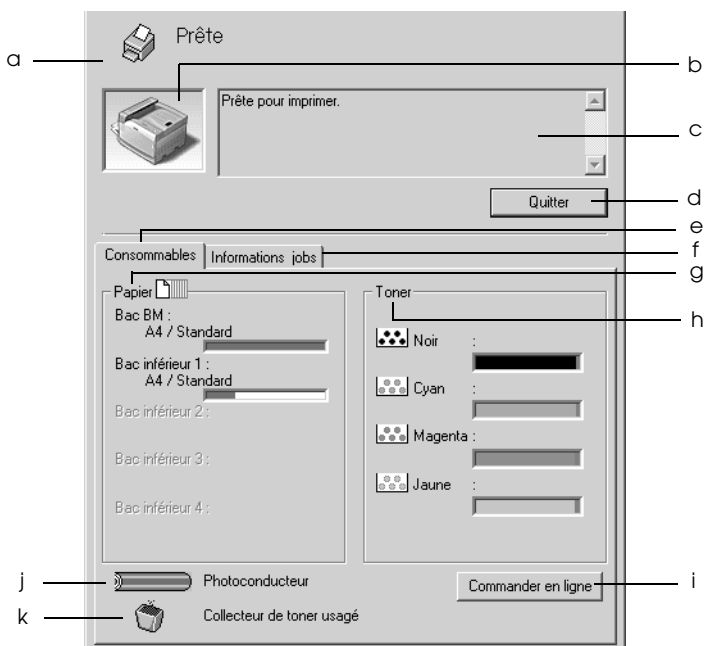 Prête
a
b
Prête pour imprimer.
c
Quitter
d
e
Consommables
Informations jobs
f
g
Papier
Toner
h
Bac BM :
A4 / Standard
Noir :
Bac inférieur 1 :
A4 / Standard
Cyan :
Bac inférieur 2 :
Magenta :
Bac inférieur 3 :
Jaune :
Bac inférieur 4 :
j
Photoconducteur
Commander en ligne
i
k
Collecteur de toner usagé